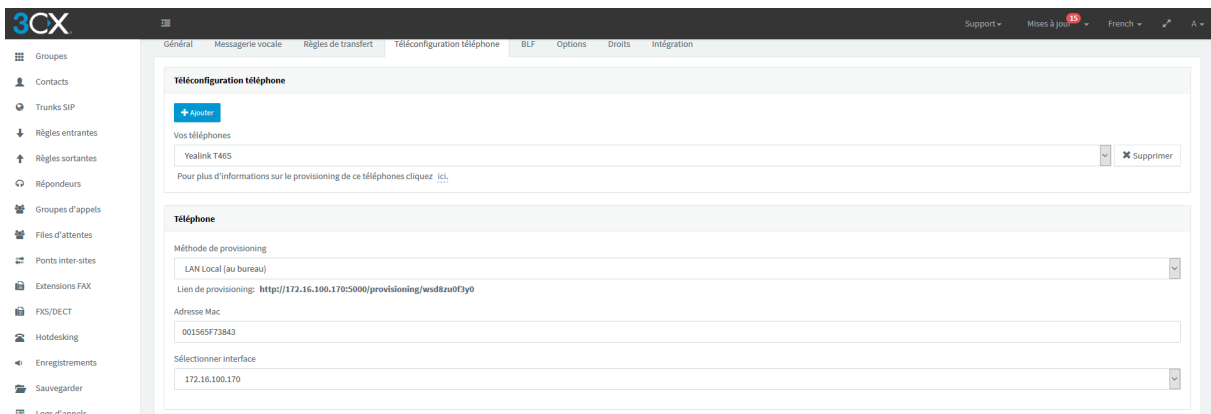 3CX
Support
Mises à jour
15
French
A
Groupes
Contacts
Trunks SIP
Règles entrantes
Règles sortantes
Répondeurs
Groupes d'appels
Files d'attentes
Ponts inter-sites
Extensions FAX
FXS/DECT
Hotdesking
Enregistrements
Sauvegarder
Logs d'appels
Général Messagerie vocale Règles de transfert Téléconfiguration téléphone BLF Options Droits Intégration
Téléconfiguration téléphone
+ Ajouter
Vos téléphones
Yealink T46S
Supprimer
Pour plus d'informations sur le provisioning de ce téléphones cliquez ici.
Téléphone
Méthode de provisioning
LAN Local (au bureau)
Lien de provisioning: http://172.16.100.170:5000/provisioning/wsd8zu0f3y0
Adresse Mac
001565F73843
Sélectionner interface
172.16.100.170